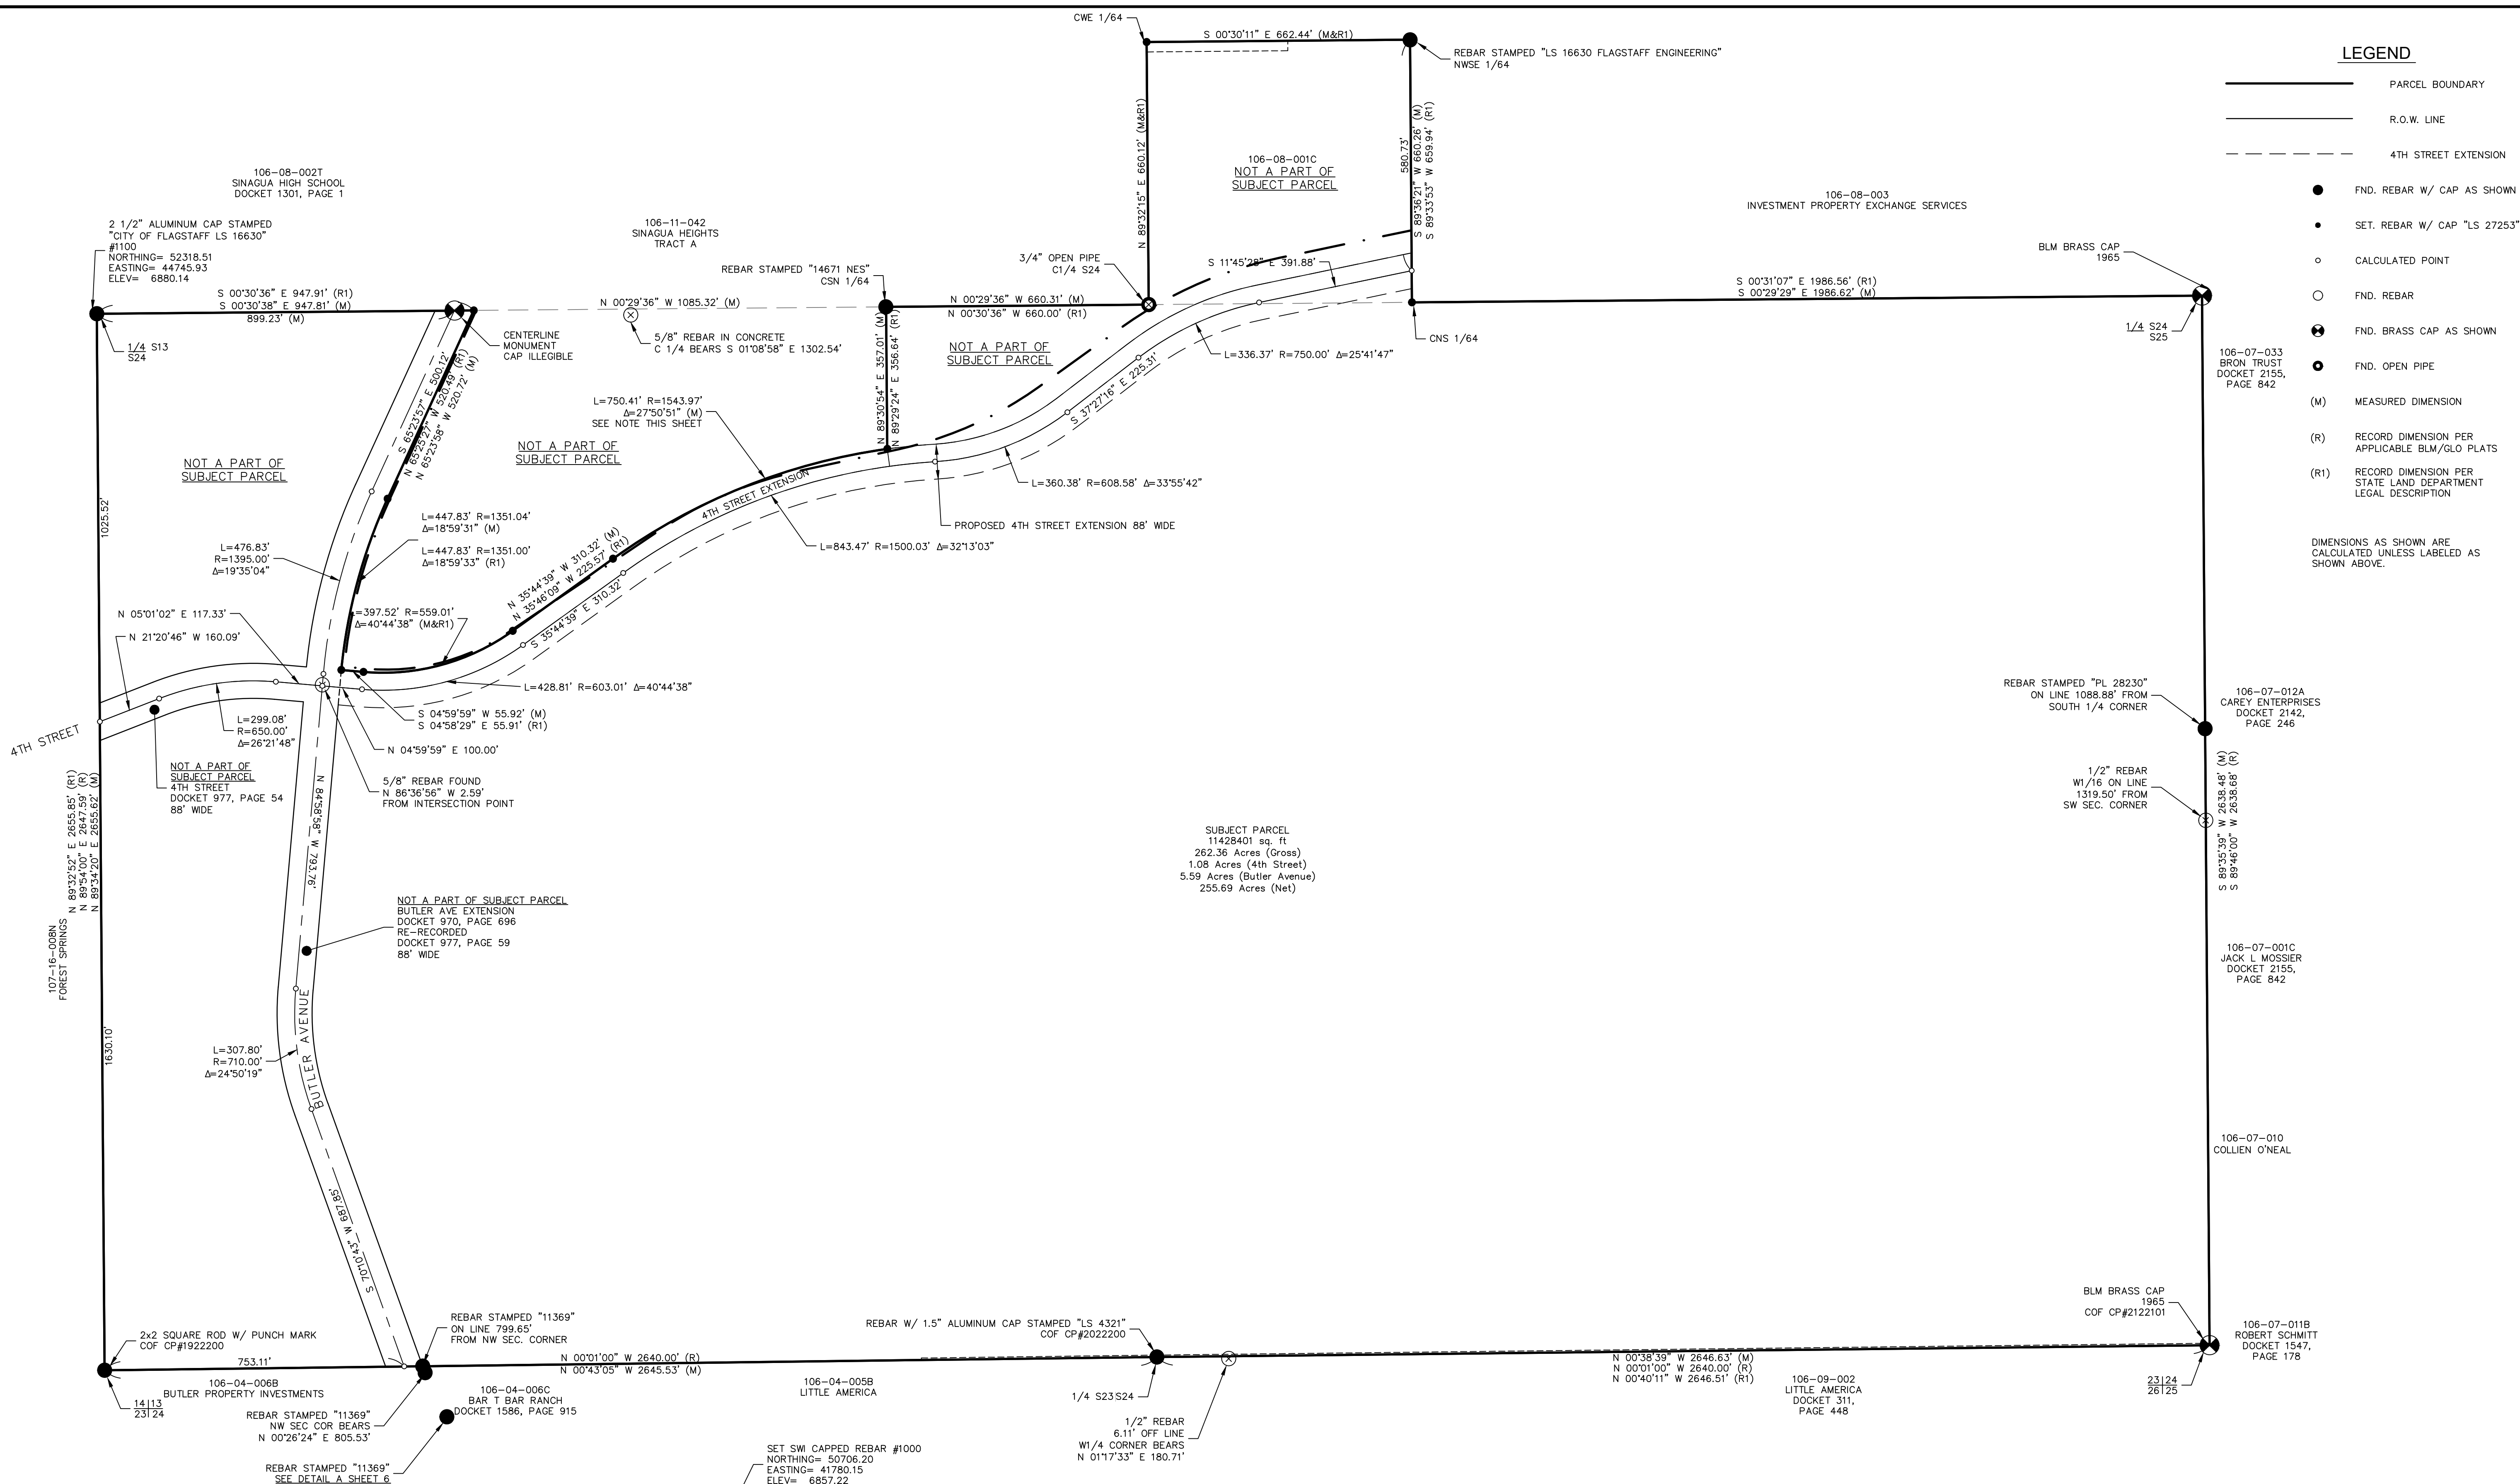 CWE 1/64
S 00°30'11" E 662.44' (M&R1)
REBAR STAMPED "LS 16630 FLAGSTAFF ENGINEERING"
NWSE 1/64
N 89°32'15" E 660.12' (M&R1)
580.73'
S 89°36'21" W 660.26' (M)
S 89°33'53" W 659.94' (R1)
106-08-001C
NOT A PART OF
SUBJECT PARCEL
106-08-002T
SINAGUA HIGH SCHOOL
DOCKET 1301, PAGE 1
2 1/2" ALUMINUM CAP STAMPED
"CITY OF FLAGSTAFF LS 16630"
#1100
NORTHING= 52318.51
EASTING= 44745.93
ELEV= 6880.14
S 00°30'36" E 947.91' (R1)
S 00°30'38" E 947.81' (M)
899.23' (M)
1/4 S13
S24
CENTERLINE
MONUMENT
CAP ILLEGIBLE
106-11-042
SINAGUA HEIGHTS
TRACT A
N 00°29'36" W 1085.32' (M)
5/8" REBAR IN CONCRETE
C 1/4 BEARS S 01°08'58" E 1302.54'
REBAR STAMPED "14671 NES"
CSN 1/64
N 00°29'36" W 660.31' (M)
N 00°30'36" W 660.00' (R1)
3/4" OPEN PIPE
C1/4 S24
S 11°45'28" E 391.88'
N 89°30'54" E 357.01' (M)
N 89°29'24" E 356.64' (R1)
NOT A PART OF
SUBJECT PARCEL
CNS 1/64
L=336.37' R=750.00' Δ=25°41'47"
S 37°27'16" E 225.31'
106-08-003
INVESTMENT PROPERTY EXCHANGE SERVICES
S 00°31'07" E 1986.56' (R1)
S 00°29'29" E 1986.62' (M)
BLM BRASS CAP
1965
1/4 S24
S25
106-07-033
BRON TRUST
DOCKET 2155,
PAGE 842
S 65°23'57" E 500.12'
N 65°25'27" W 520.49' (R1)
N 65°23'58" W 520.72' (M)
NOT A PART OF
SUBJECT PARCEL
NOT A PART OF
SUBJECT PARCEL
L=750.41' R=1543.97'
Δ=27°50'51" (M)
SEE NOTE THIS SHEET
4TH STREET EXTENSION
L=360.38' R=608.58' Δ=33°55'42"
PROPOSED 4TH STREET EXTENSION 88' WIDE
L=843.47' R=1500.03' Δ=32°13'03"
1025.52'
L=447.83' R=1351.04'
Δ=18°59'31" (M)
L=447.83' R=1351.00'
Δ=18°59'33" (R1)
L=476.83'
R=1395.00'
Δ=19°35'04"
N 35°44'39" W 310.32' (M)
N 35°46'09" W 225.57' (R1)
S 35°44'39" E 310.32'
N 05°01'02" E 117.33'
N 21°20'46" W 160.09'
L=397.52' R=559.01'
Δ=40°44'38" (M&R1)
L=428.81' R=603.01' Δ=40°44'38"
S 04°59'59" W 55.92' (M)
S 04°58'29" E 55.91' (R1)
N 04°59'59" E 100.00'
L=299.08'
R=650.00'
Δ=26°21'48"
4TH STREET
NOT A PART OF
SUBJECT PARCEL
4TH STREET
DOCKET 977, PAGE 54
88' WIDE
5/8" REBAR FOUND
N 86°36'56" W 2.59'
FROM INTERSECTION POINT
N 84°58'58" W 793.76'
N 89°32'52" E 2655.85' (R1)
N 89°54'00" E 2647.59' (R)
N 89°34'20" E 2655.62' (M)
107-16-008N
FOREST SPRINGS
NOT A PART OF SUBJECT PARCEL
BUTLER AVE EXTENSION
DOCKET 970, PAGE 696
RE-RECORDED
DOCKET 977, PAGE 59
88' WIDE
SUBJECT PARCEL
11428401 sq. ft
262.36 Acres (Gross)
1.08 Acres (4th Street)
5.59 Acres (Butler Avenue)
255.69 Acres (Net)
REBAR STAMPED "PL 28230"
ON LINE 1088.88' FROM
SOUTH 1/4 CORNER
106-07-012A
CAREY ENTERPRISES
DOCKET 2142,
PAGE 246
1/2" REBAR
W1/16 ON LINE
1319.50' FROM
SW SEC. CORNER
S 89°35'39" W 2638.48' (M)
S 89°46'00" W 2638.68' (R)
106-07-001C
JACK L MOSSIER
DOCKET 2155,
PAGE 842
106-07-010
COLLIEN O'NEAL
BUTLER AVENUE
L=307.80'
R=710.00'
Δ=24°50'19"
1630.10'
S 70°10'43" W 687.85'
2x2 SQUARE ROD W/ PUNCH MARK
COF CP#1922200
753.11'
REBAR STAMPED "11369"
ON LINE 799.65'
FROM NW SEC. CORNER
106-04-006B
BUTLER PROPERTY INVESTMENTS
14|13
23|24
REBAR STAMPED "11369"
NW SEC COR BEARS
N 00°26'24" E 805.53'
106-04-006C
BAR T BAR RANCH
DOCKET 1586, PAGE 915
REBAR STAMPED "11369"
SEE DETAIL A SHEET 6
N 00°01'00" W 2640.00' (R)
N 00°43'05" W 2645.53' (M)
106-04-005B
LITTLE AMERICA
REBAR W/ 1.5" ALUMINUM CAP STAMPED "LS 4321"
COF CP#2022200
1/4 S23 S24
1/2" REBAR
6.11' OFF LINE
W1/4 CORNER BEARS
N 01°17'33" E 180.71'
SET SWI CAPPED REBAR #1000
NORTHING= 50706.20
EASTING= 41780.15
ELEV= 6857.22
N 00°38'39" W 2646.63' (M)
N 00°01'00" W 2640.00' (R)
N 00°40'11" W 2646.51' (R1)
106-09-002
LITTLE AMERICA
DOCKET 311,
PAGE 448
BLM BRASS CAP
1965
COF CP#2122101
23|24
26|25
106-07-011B
ROBERT SCHMITT
DOCKET 1547,
PAGE 178
LEGEND
PARCEL BOUNDARY
R.O.W. LINE
4TH STREET EXTENSION
FND. REBAR W/ CAP AS SHOWN
SET. REBAR W/ CAP "LS 27253"
CALCULATED POINT
FND. REBAR
FND. BRASS CAP AS SHOWN
FND. OPEN PIPE
(M) MEASURED DIMENSION
(R) RECORD DIMENSION PER
APPLICABLE BLM/GLO PLATS
(R1) RECORD DIMENSION PER
STATE LAND DEPARTMENT
LEGAL DESCRIPTION
DIMENSIONS AS SHOWN ARE
CALCULATED UNLESS LABELED AS
SHOWN ABOVE.